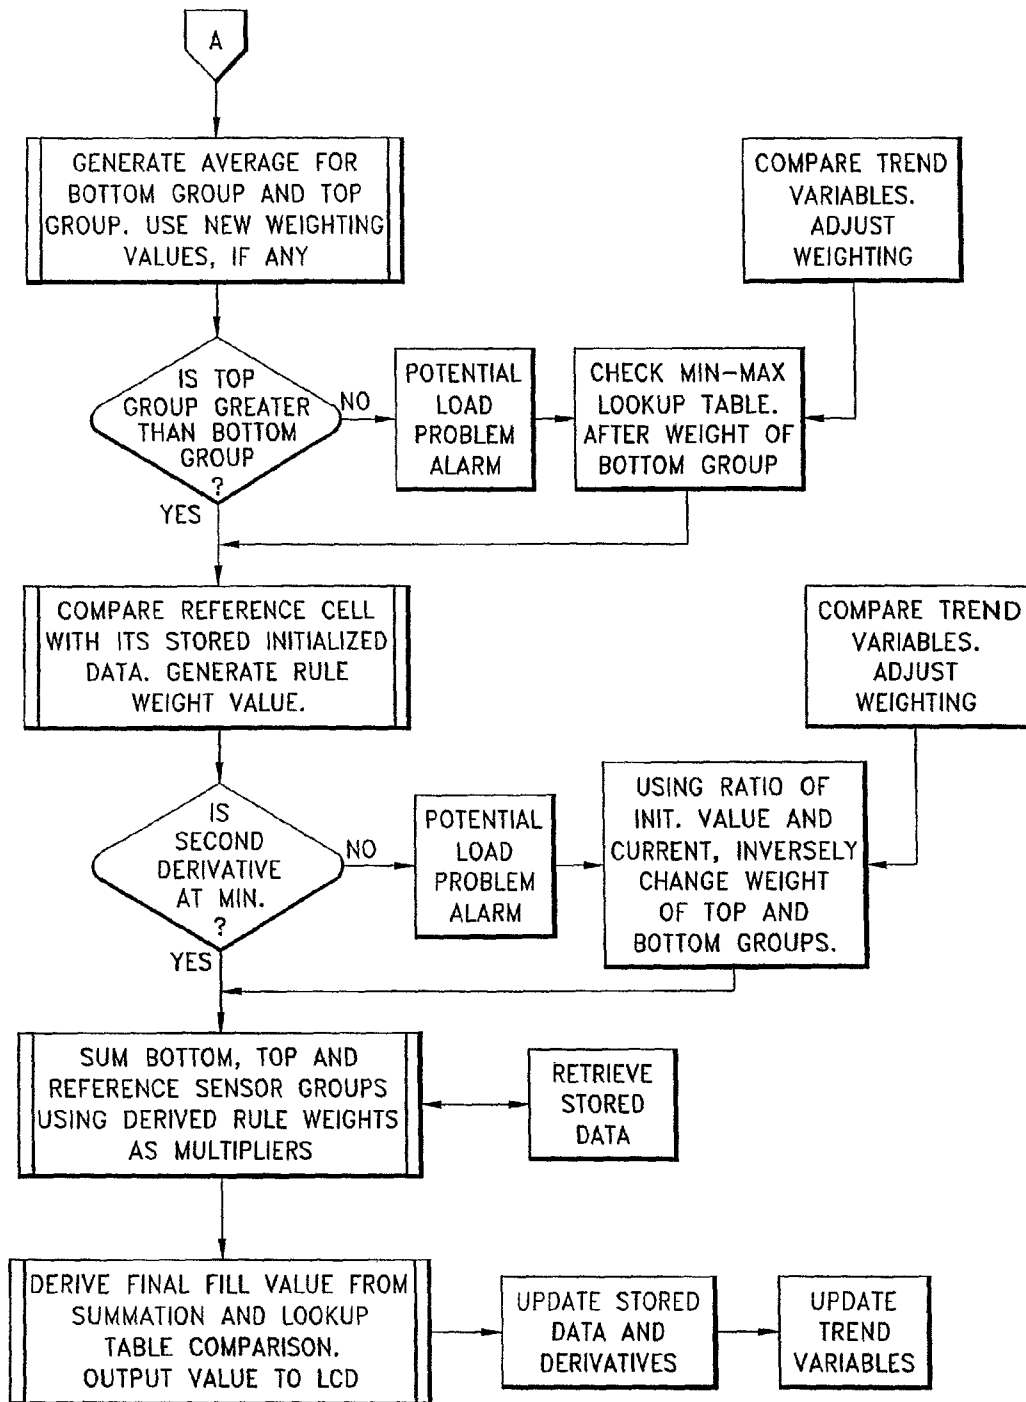 A
GENERATE AVERAGE FOR
BOTTOM GROUP AND TOP
GROUP. USE NEW WEIGHTING
VALUES, IF ANY
COMPARE TREND
VARIABLES.
ADJUST
WEIGHTING
IS TOP
GROUP GREATER
THAN BOTTOM
GROUP
?
NO
YES
POTENTIAL
LOAD
PROBLEM
ALARM
CHECK MIN-MAX
LOOKUP TABLE.
AFTER WEIGHT OF
BOTTOM GROUP
COMPARE REFERENCE CELL
WITH ITS STORED INITIALIZED
DATA. GENERATE RULE
WEIGHT VALUE.
COMPARE TREND
VARIABLES.
ADJUST
WEIGHTING
IS
SECOND
DERIVATIVE
AT MIN.
?
NO
YES
POTENTIAL
LOAD
PROBLEM
ALARM
USING RATIO OF
INIT. VALUE AND
CURRENT, INVERSELY
CHANGE WEIGHT
OF TOP AND
BOTTOM GROUPS.
SUM BOTTOM, TOP AND
REFERENCE SENSOR GROUPS
USING DERIVED RULE WEIGHTS
AS MULTIPLIERS
RETRIEVE
STORED
DATA
DERIVE FINAL FILL VALUE FROM
SUMMATION AND LOOKUP
TABLE COMPARISON.
OUTPUT VALUE TO LCD
UPDATE STORED
DATA AND
DERIVATIVES
UPDATE
TREND
VARIABLES